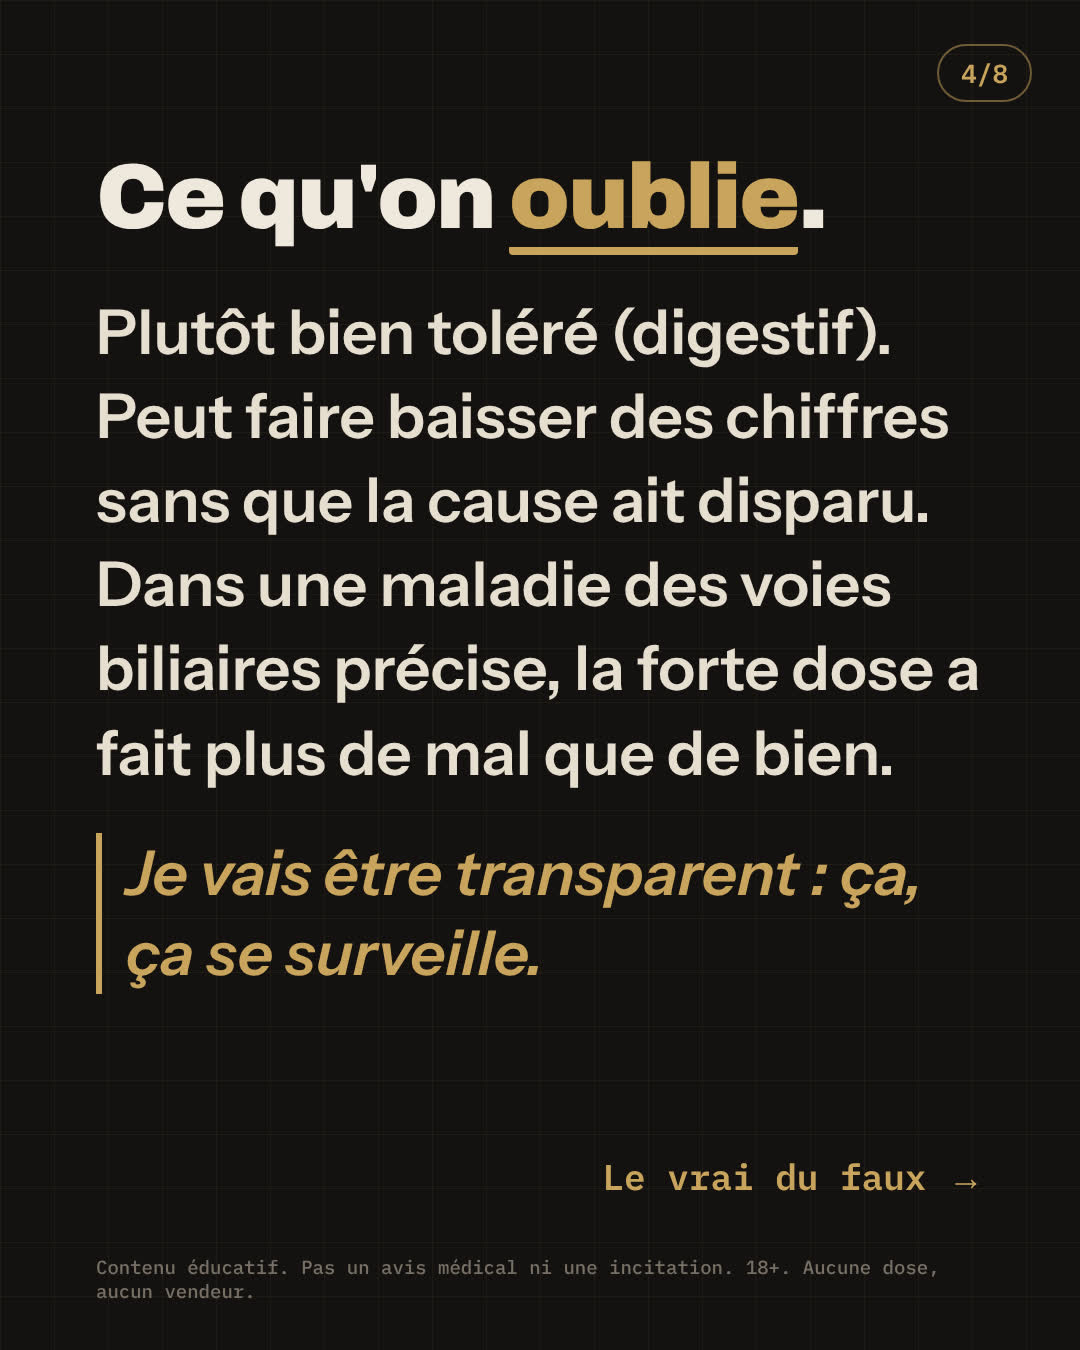 4/8
Ce qu'on oublie.
Plutôt bien toléré (digestif).
Peut faire baisser des chiffres
sans que la cause ait disparu.
Dans une maladie des voies
biliaires précise, la forte dose a
fait plus de mal que de bien.
Je vais être transparent : ça,
ça se surveille.
Le vrai du faux →
Contenu éducatif. Pas un avis médical ni une incitation. 18+. Aucune dose,
aucun vendeur.